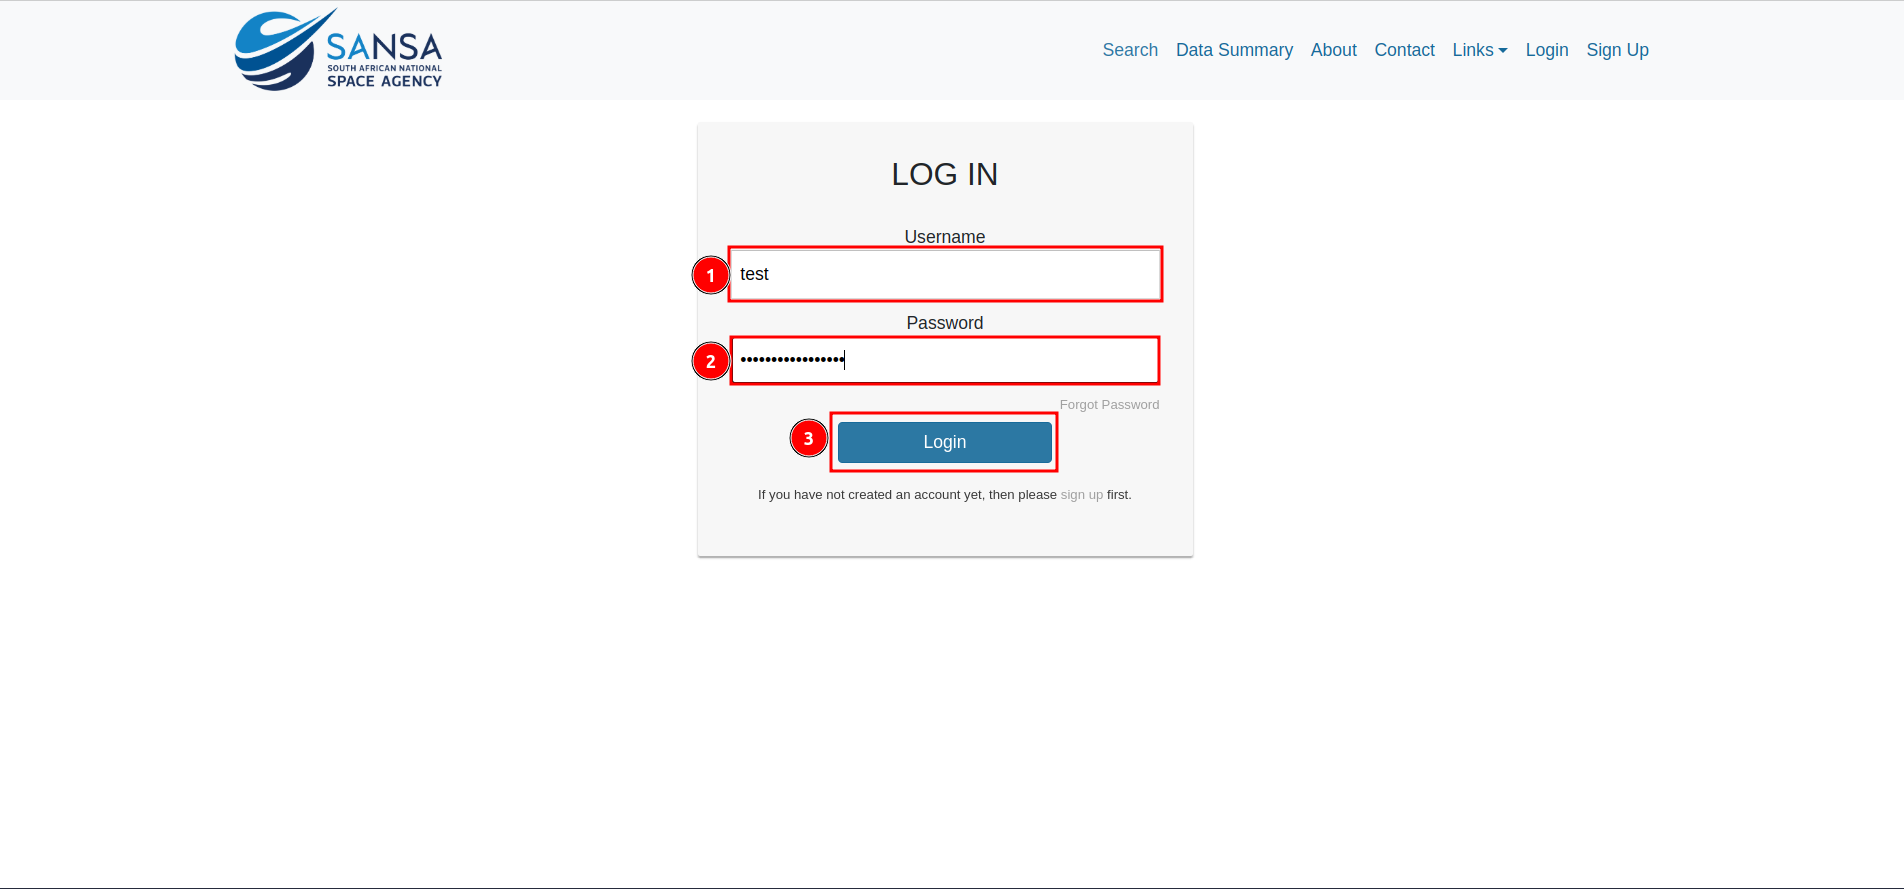 SANSA
SOUTH AFRICAN NATIONAL
SPACE AGENCY
Search Data Summary About Contact Links Login Sign Up
LOG IN
Username
1 test
Password
2 •••••••••••••••••
Forgot Password
3 Login
If you have not created an account yet, then please sign up first.